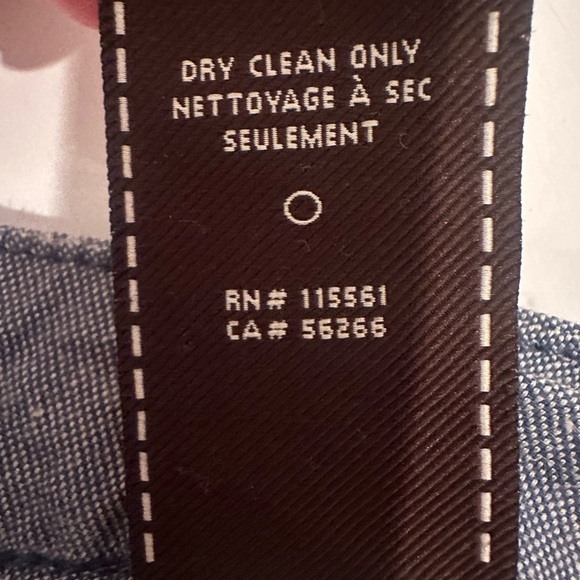 DRY CLEAN ONLY
NETTOYAGE À SEC
SEULEMENT
RN# 115561
CA# 56266